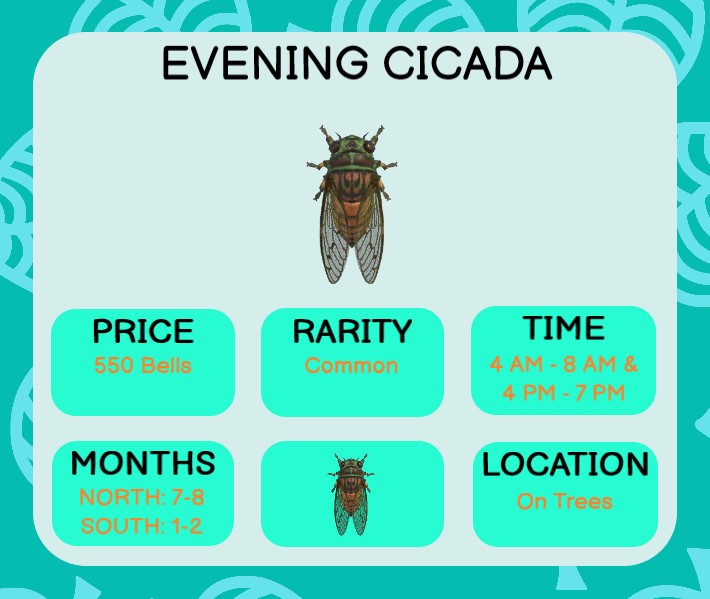 EVENING CICADA
PRICE
550 Bells
RARITY
Common
TIME
4 AM - 8 AM &
4 PM - 7 PM
MONTHS
NORTH: 7-8
SOUTH: 1-2
LOCATION
On Trees